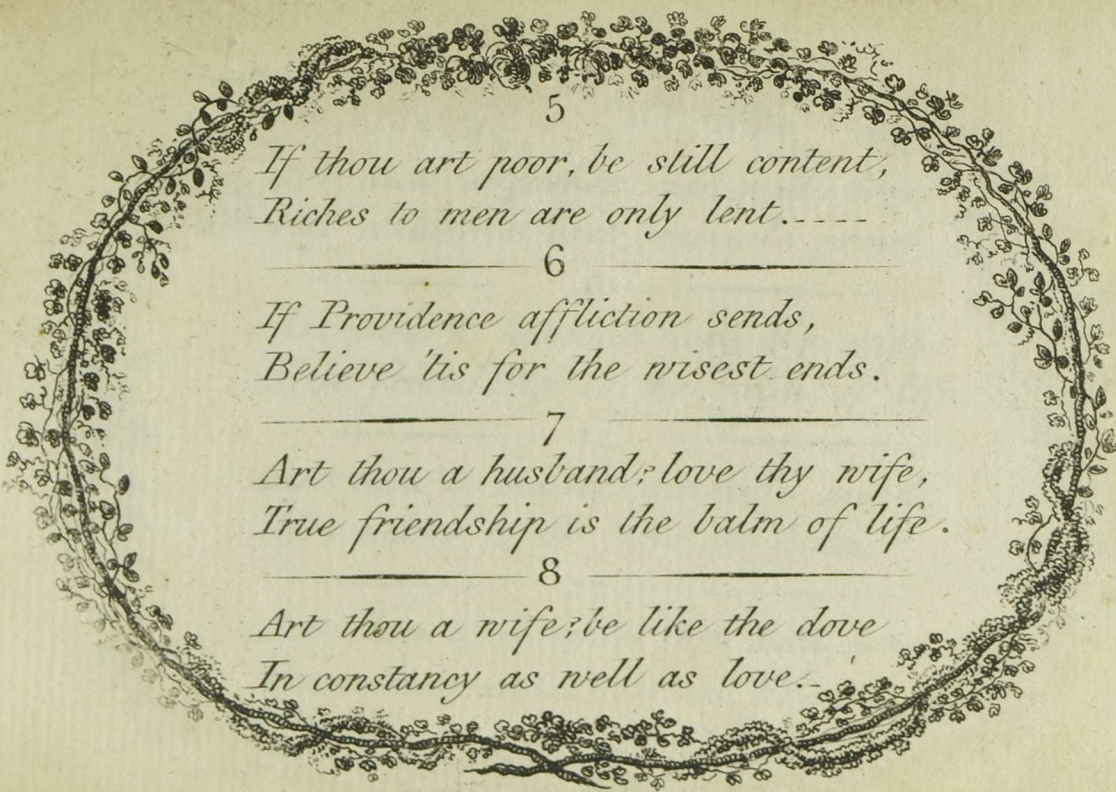 5
If thou art poor, be still content,
Riches to men are only lent.----
6
If Providence affliction sends,
Believe 'tis for the wisest ends.
7
Art thou a husband? love thy wife,
True friendship is the balm of life.
8
Art thou a wife? be like the dove
In constancy as well as love.-